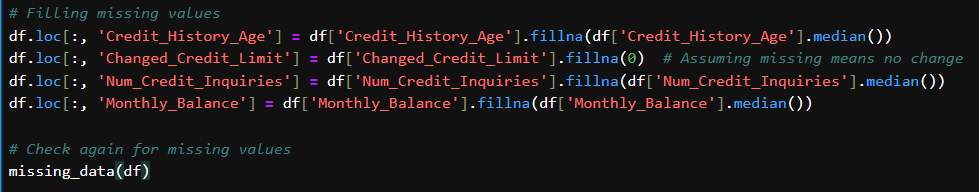 # Filling missing values
df.loc[:, 'Credit_History_Age'] = df['Credit_History_Age'].fillna(df['Credit_History_Age'].median())
df.loc[:, 'Changed_Credit_Limit'] = df['Changed_Credit_Limit'].fillna(0)  # Assuming missing means no change
df.loc[:, 'Num_Credit_Inquiries'] = df['Num_Credit_Inquiries'].fillna(df['Num_Credit_Inquiries'].median())
df.loc[:, 'Monthly_Balance'] = df['Monthly_Balance'].fillna(df['Monthly_Balance'].median())
# Check again for missing values
missing_data(df)